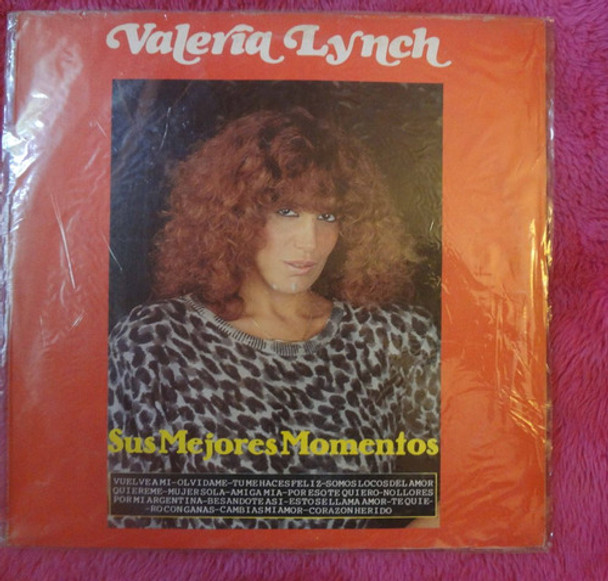 Valeria Lynch
Sus Mejores Momentos
VUELVE A MI-OLVIDAME-TU ME HACES FELIZ-SOMOS LOCOS DEL AMOR
QUIEREME-MUJER SOLA-AMIGA MIA-POR ESO TE QUIERO-NO LLORES
POR MI ARGENTINA-BESANDOTE ASI-ESTO SE LLAMA AMOR-TE QUIE-
RO CON GANAS-CAMBIAS MI AMOR-CORAZON HERIDO